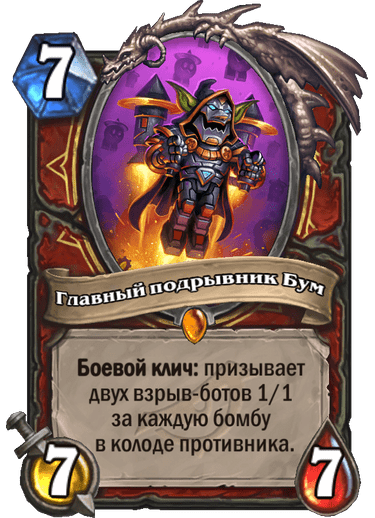 7
Главный подрывник Бум
Боевой клич: призывает
двух взрыв-ботов 1/1
за каждую бомбу
в колоде противника.
7
7